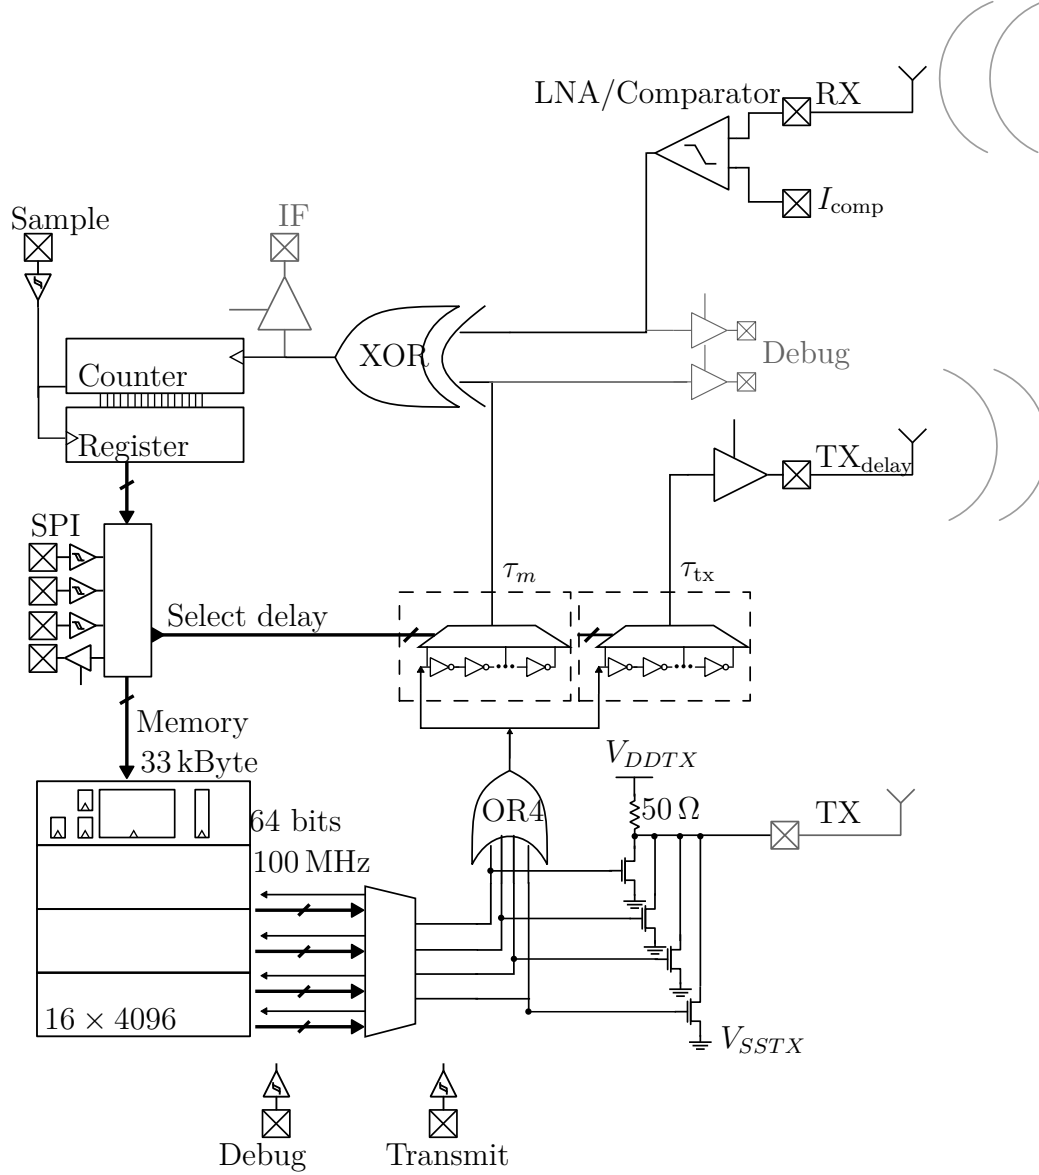 LNA/Comparator
RX
I_comp
Sample
IF
XOR
Debug
Counter
Register
TX_delay
SPI
τ_m
τ_tx
Select delay
Memory
33 kByte
V_DDTX
50 Ω
OR4
TX
64 bits
100 MHz
16 × 4096
V_SSTX
Debug
Transmit